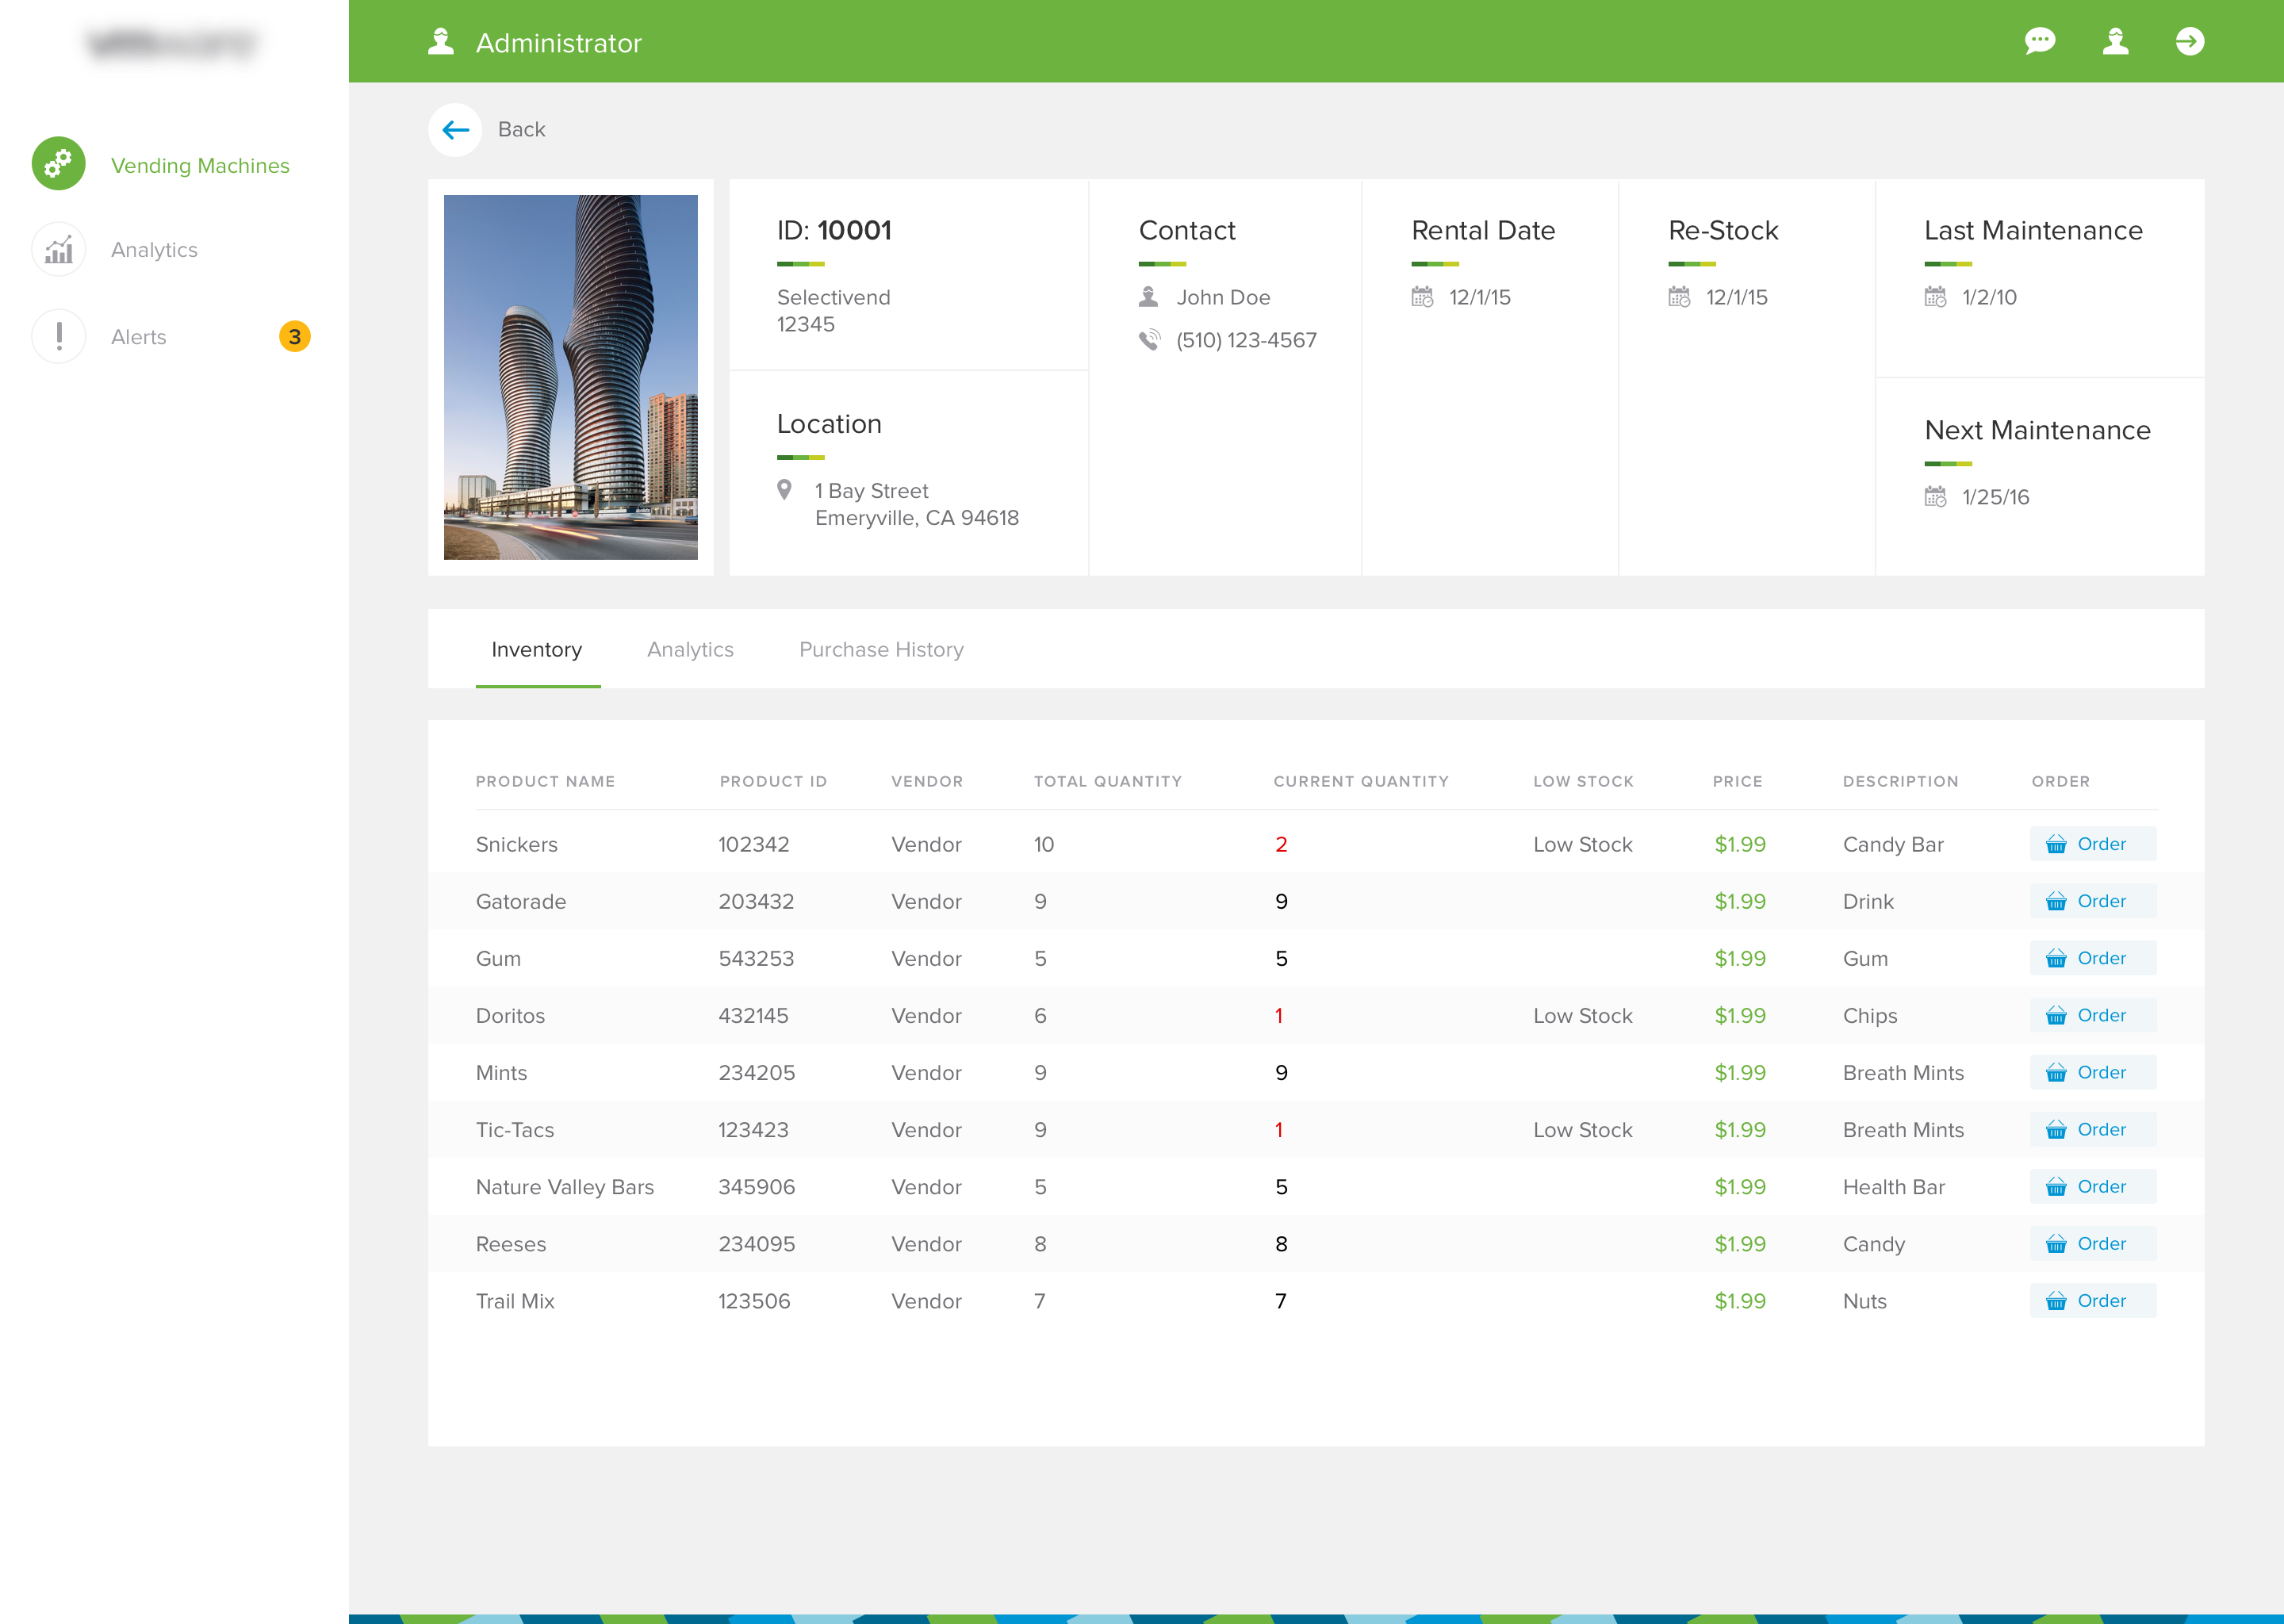 Administrator
Vending Machines
Analytics
Alerts
3
Back
ID: 10001
Selectivend
12345
Location
1 Bay Street
Emeryville, CA 94618
Contact
John Doe
(510) 123-4567
Rental Date
12/1/15
Re-Stock
12/1/15
Last Maintenance
1/2/10
Next Maintenance
1/25/16
Inventory Analytics Purchase History
PRODUCT NAME PRODUCT ID VENDOR TOTAL QUANTITY CURRENT QUANTITY LOW STOCK PRICE DESCRIPTION ORDER
Snickers 102342 Vendor 10 2 Low Stock $1.99 Candy Bar Order
Gatorade 203432 Vendor 9 9 $1.99 Drink Order
Gum 543253 Vendor 5 5 $1.99 Gum Order
Doritos 432145 Vendor 6 1 Low Stock $1.99 Chips Order
Mints 234205 Vendor 9 9 $1.99 Breath Mints Order
Tic-Tacs 123423 Vendor 9 1 Low Stock $1.99 Breath Mints Order
Nature Valley Bars 345906 Vendor 5 5 $1.99 Health Bar Order
Reeses 234095 Vendor 8 8 $1.99 Candy Order
Trail Mix 123506 Vendor 7 7 $1.99 Nuts Order